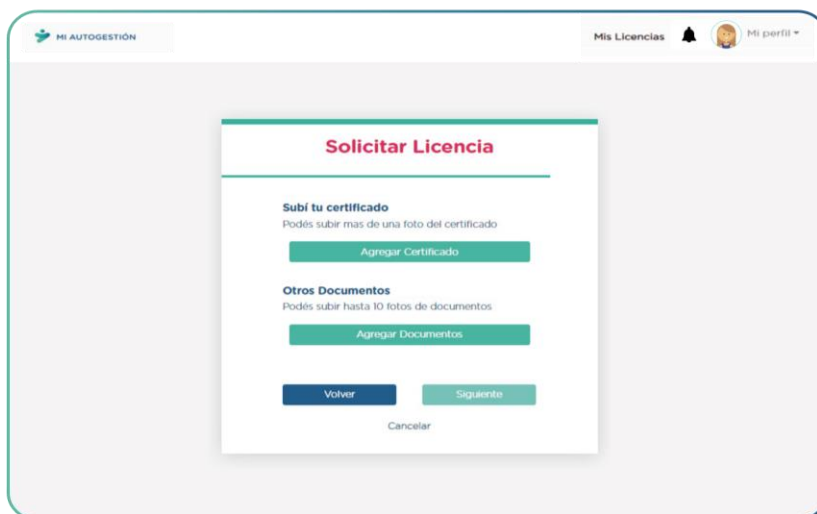 MI AUTOGESTIÓN
Mis Licencias
Mi perfil
Solicitar Licencia
Subí tu certificado
Podés subir mas de una foto del certificado
Agregar Certificado
Otros Documentos
Podés subir hasta 10 fotos de documentos
Agregar Documentos
Volver
Siguiente
Cancelar